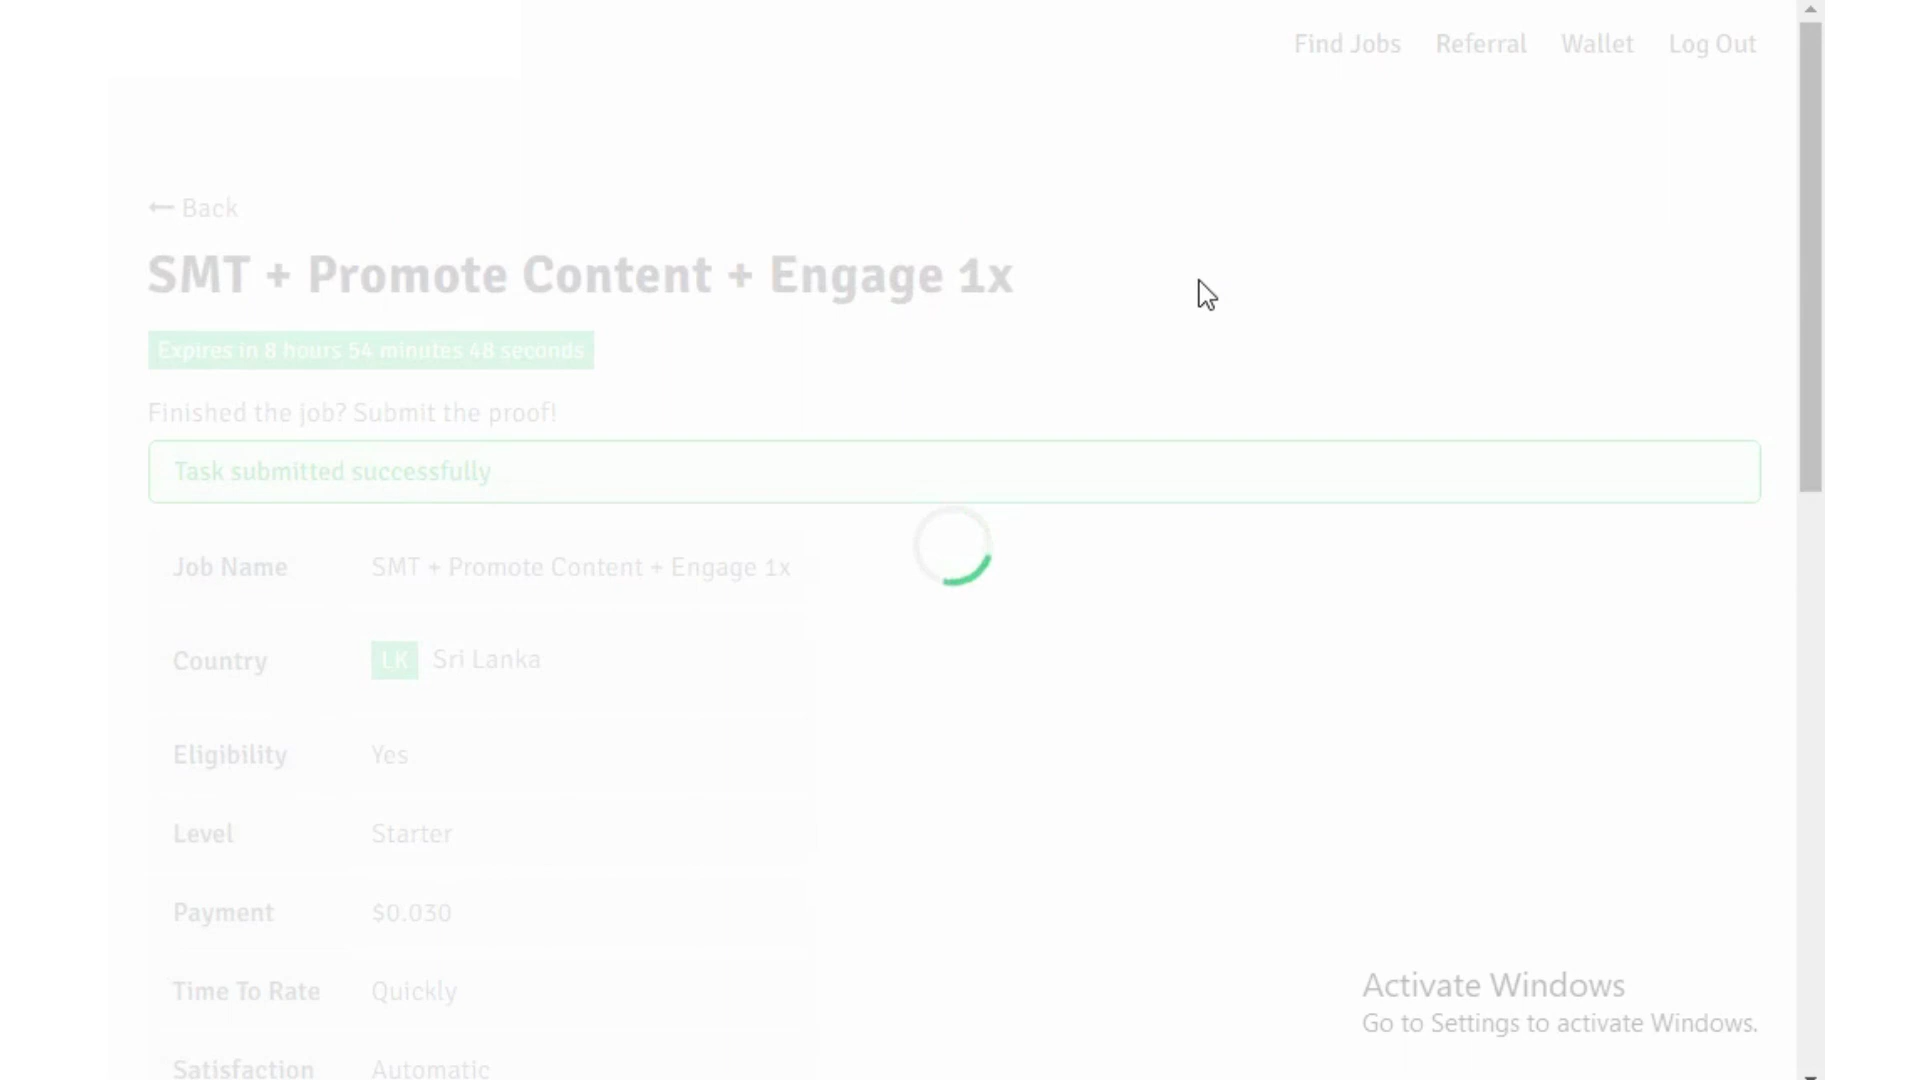 Find Jobs Referral Wallet Log Out
Back
SMT + Promote Content + Engage 1x
Expires in 8 hours 54 minutes 48 seconds
Finished the job? Submit the proof!
Task submitted successfully
Job Name SMT + Promote Content + Engage 1x
Country LK Sri Lanka
Eligibility Yes
Level Starter
Payment $0.030
Time To Rate Quickly
Satisfaction Automatic
Activate Windows
Go to Settings to activate Windows.